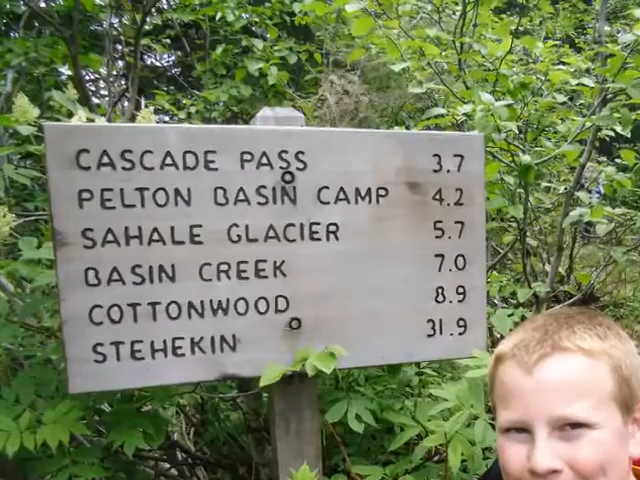 CASCADE PASS 3.7
PELTON BASIN CAMP 4.2
SAHALE GLACIER 5.7
BASIN CREEK 7.0
COTTONWOOD 8.9
STEHEKIN 31.9